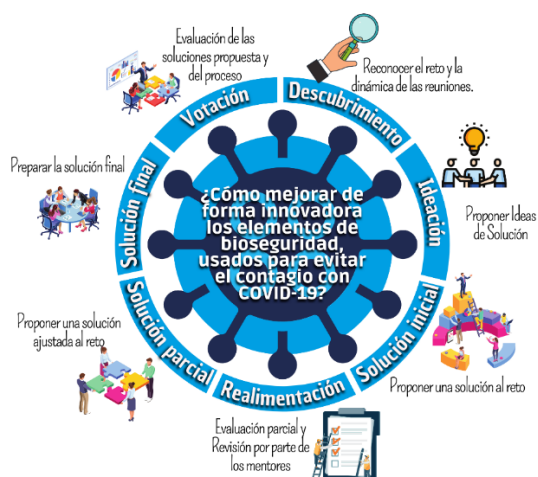 ¿Cómo mejorar de
forma innovadora
los elementos de
bioseguridad,
usados para evitar
el contagio con
COVID-19?
Descubrimiento
Reconocer el reto y la
dinámica de las reuniones.
Ideación
Proponer Ideas
de Solución
Solución inicial
Proponer una solución al reto
Realimentación
Evaluación parcial y
Revisión por parte de
los mentores
Solución parcial
Proponer una solución
ajustada al reto
Solución final
Preparar la solución final
Votación
Evaluación de las
soluciones propuesta y
del proceso